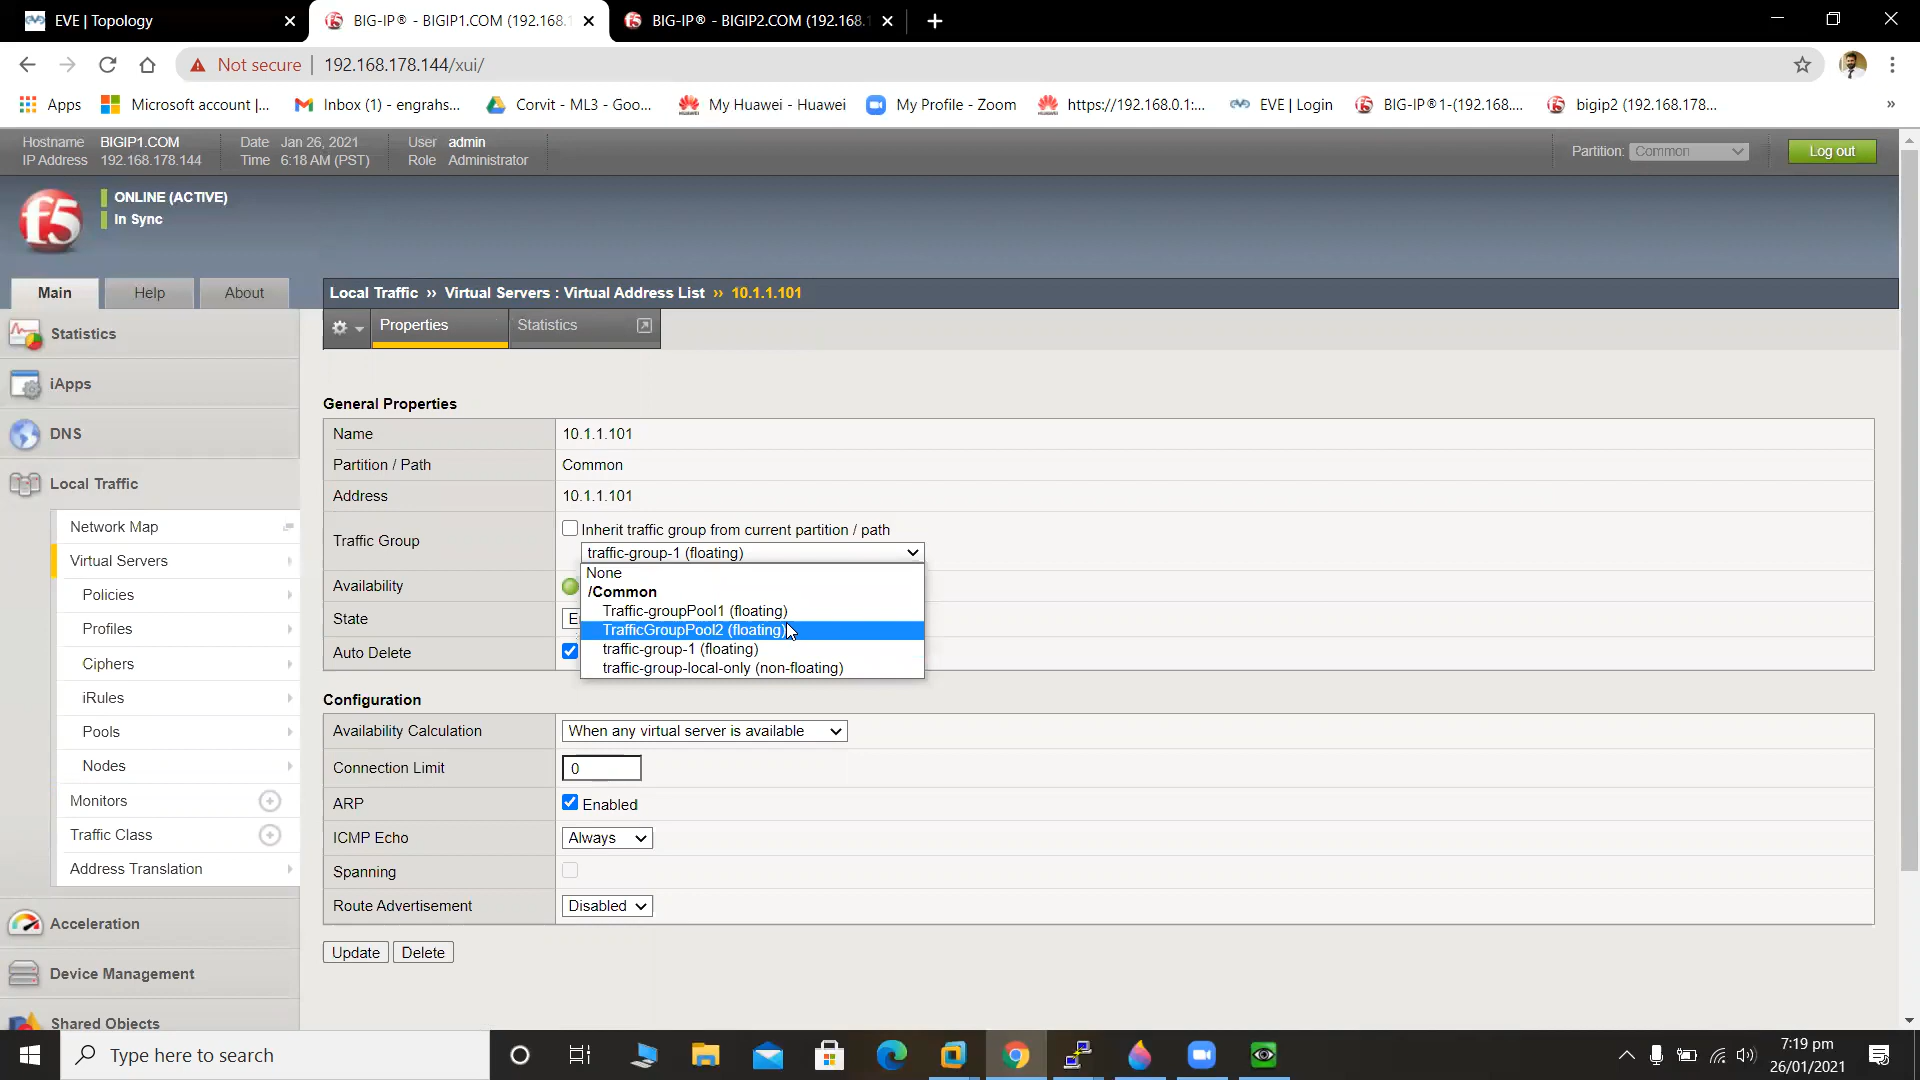 EVE | Topology
BIG-IP® - BIGIP1.COM (192.168.
BIG-IP® - BIGIP2.COM (192.168.1
Not secure
192.168.178.144/xui/
Apps
Microsoft account |...
Inbox (1) - engrahs...
Corvit - ML3 - Goo...
My Huawei - Huawei
My Profile - Zoom
https://192.168.0.1:...
EVE | Login
BIG-IP®1-(192.168....
bigip2 (192.168.178...
»
Hostname BIGIP1.COM
Date Jan 26, 2021
User admin
IP Address 192.168.178.144
Time 6:18 AM (PST)
Role Administrator
Partition: Common
Log out
f5
ONLINE (ACTIVE)
In Sync
Main
Help
About
Local Traffic ›› Virtual Servers : Virtual Address List ›› 10.1.1.101
Properties
Statistics
Statistics
iApps
DNS
Local Traffic
Network Map
Virtual Servers
Policies
Profiles
Ciphers
iRules
Pools
Nodes
Monitors
Traffic Class
Address Translation
Acceleration
Device Management
Shared Objects
General Properties
Name 10.1.1.101
Partition / Path Common
Address 10.1.1.101
Traffic Group
Inherit traffic group from current partition / path
traffic-group-1 (floating)
None
/Common
Traffic-groupPool1 (floating)
TrafficGroupPool2 (floating)
traffic-group-1 (floating)
traffic-group-local-only (non-floating)
Availability
State E
Auto Delete
Configuration
Availability Calculation When any virtual server is available
Connection Limit 0
ARP Enabled
ICMP Echo Always
Spanning
Route Advertisement Disabled
Update Delete
Type here to search
7:19 pm
26/01/2021